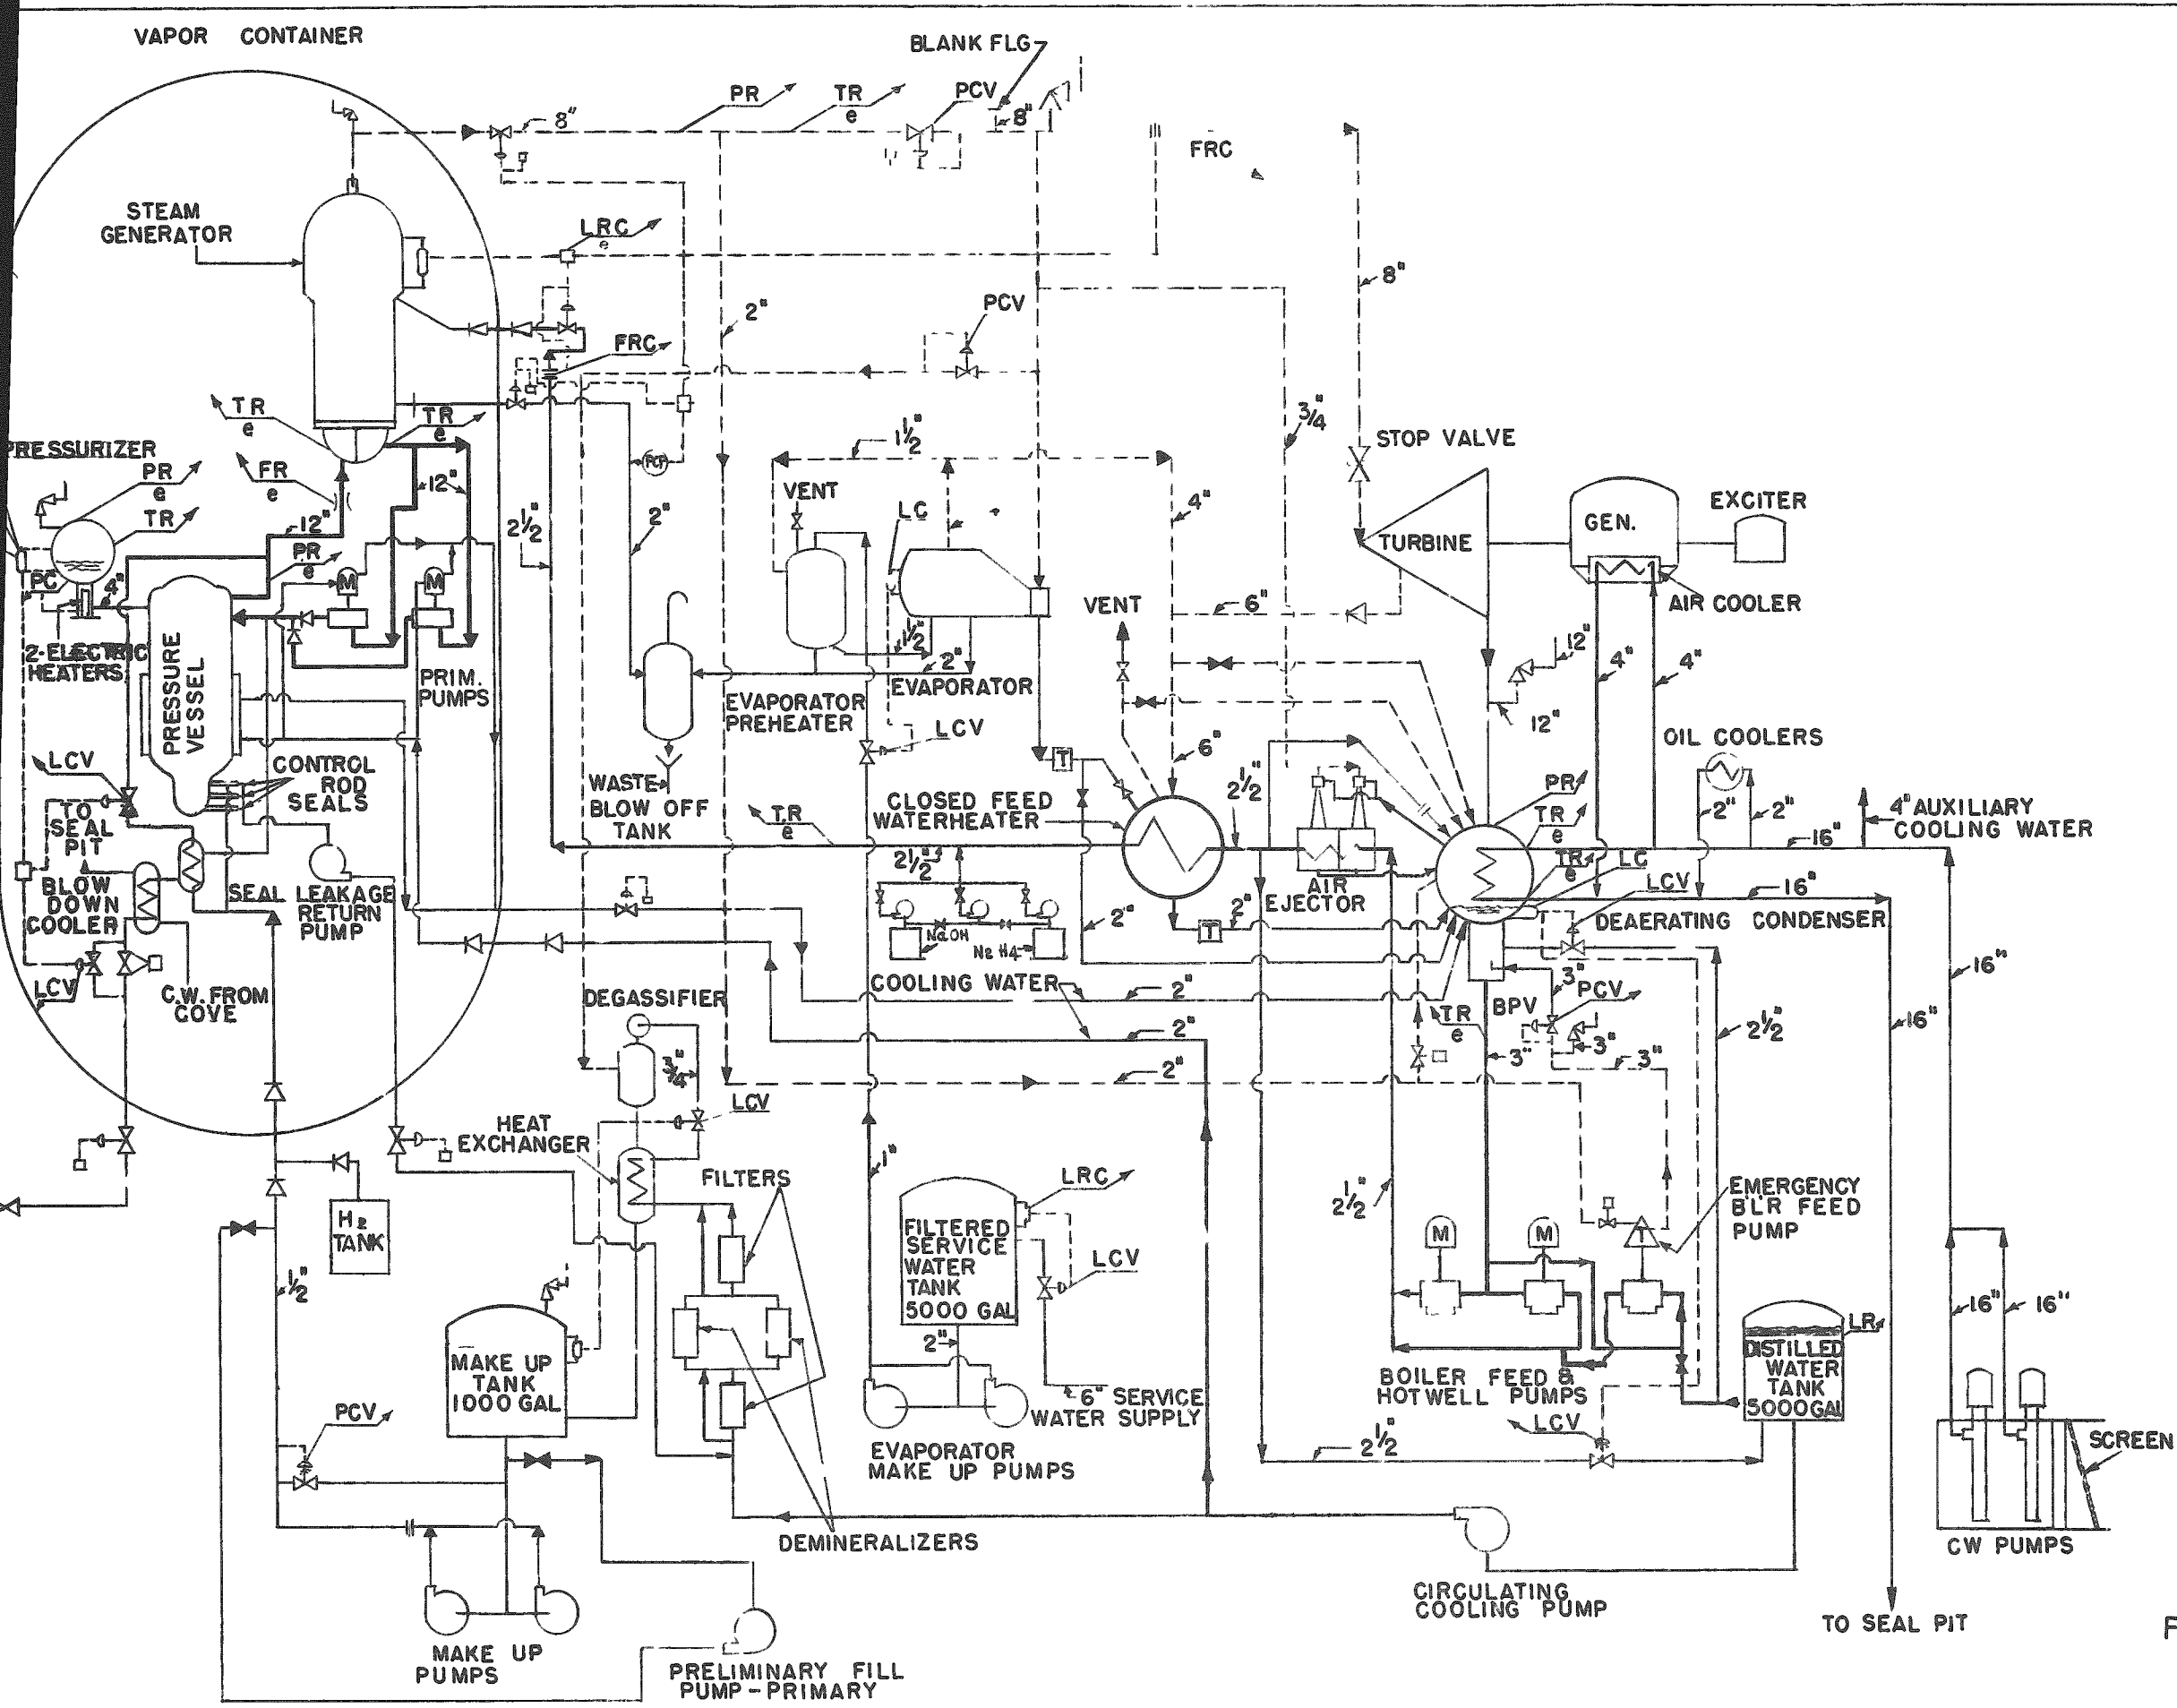 VAPOR CONTAINER
BLANK FLG
PR
TR
e
PCV
8"
8"
FRC
STEAM
GENERATOR
LRC
e
8"
2"
PCV
FRC
TR
e
TR
e
3/4"
STOP VALVE
PRESSURIZER
PR
e
FR
e
12"
1 1/2"
TR
12"
VENT
LC
4"
GEN.
EXCITER
2 1/2"
2"
TURBINE
PR
e
M
M
PC
4"
AIR COOLER
VENT
6"
2-ELECTRIC
HEATERS
PRESSURE
VESSEL
PRIM.
PUMPS
1 1/2"
2"
12"
4"
4"
EVAPORATOR
PREHEATER
EVAPORATOR
12"
LCV
LCV
6"
OIL COOLERS
CONTROL
ROD
SEALS
WASTE
BLOW OFF
TANK
T
2 1/2"
PR
TO
SEAL
PIT
TR
e
CLOSED FEED
WATERHEATER
TR
e
2"
2"
4" AUXILIARY
COOLING WATER
16"
BLOW
DOWN
COOLER
SEAL LEAKAGE
RETURN
PUMP
2 1/2"
AIR
EJECTOR
TR
e
LC
LCV
16"
DEAERATING CONDENSER
NaOH
N2 H4
2"
T
2"
LCV
C.W. FROM
COVE
DEGASSIFIER
COOLING WATER
2"
BPV
3"
PCV
16"
16"
TR
e
2"
3"
3"
3"
2 1/2"
3/4"
2"
LCV
HEAT
EXCHANGER
FILTERS
1"
LRC
2 1/2"
EMERGENCY
BL'R FEED
PUMP
H2
TANK
FILTERED
SERVICE
WATER
TANK
5000 GAL
LCV
M
M
T
1/2"
16"
16"
2"
LR
MAKE UP
TANK
1000 GAL
DISTILLED
WATER
TANK
5000 GAL
BOILER FEED &
HOTWELL PUMPS
6" SERVICE
WATER SUPPLY
PCV
LCV
2 1/2"
SCREEN
EVAPORATOR
MAKE UP PUMPS
DEMINERALIZERS
CW PUMPS
CIRCULATING
COOLING PUMP
TO SEAL PIT
MAKE UP
PUMPS
PRELIMINARY FILL
PUMP-PRIMARY